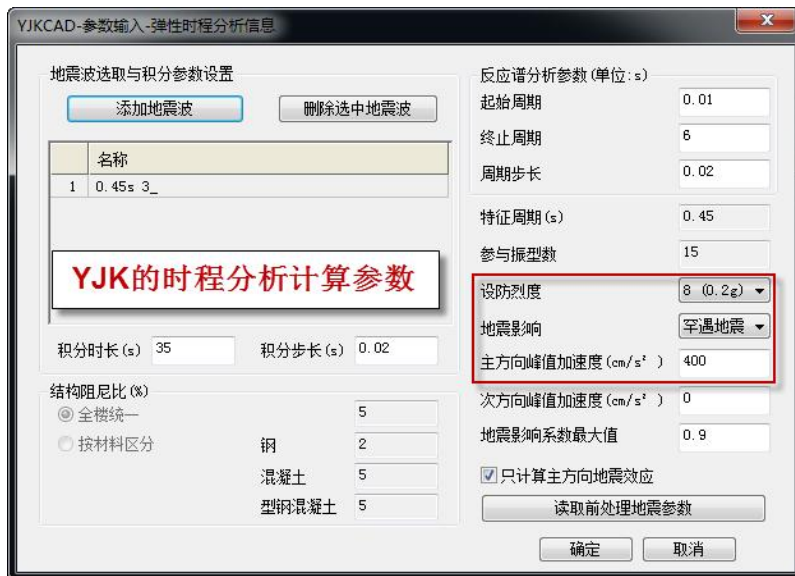 YJKCAD-参数输入-弹性时程分析信息
地震波选取与积分参数设置
添加地震波
删除选中地震波
名称
1 0.45s 3_
YJK的时程分析计算参数
积分时长(s) 35 积分步长(s) 0.02
结构阻尼比(%)
全楼统一 5
按材料区分 钢 2
混凝土 5
型钢混凝土 5
反应谱分析参数(单位:s)
起始周期 0.01
终止周期 6
周期步长 0.02
特征周期(s) 0.45
参与振型数 15
设防烈度 8 (0.2g)
地震影响 罕遇地震
主方向峰值加速度(cm/s² ) 400
次方向峰值加速度(cm/s² ) 0
地震影响系数最大值 0.9
只计算主方向地震效应
读取前处理地震参数
确定 取消